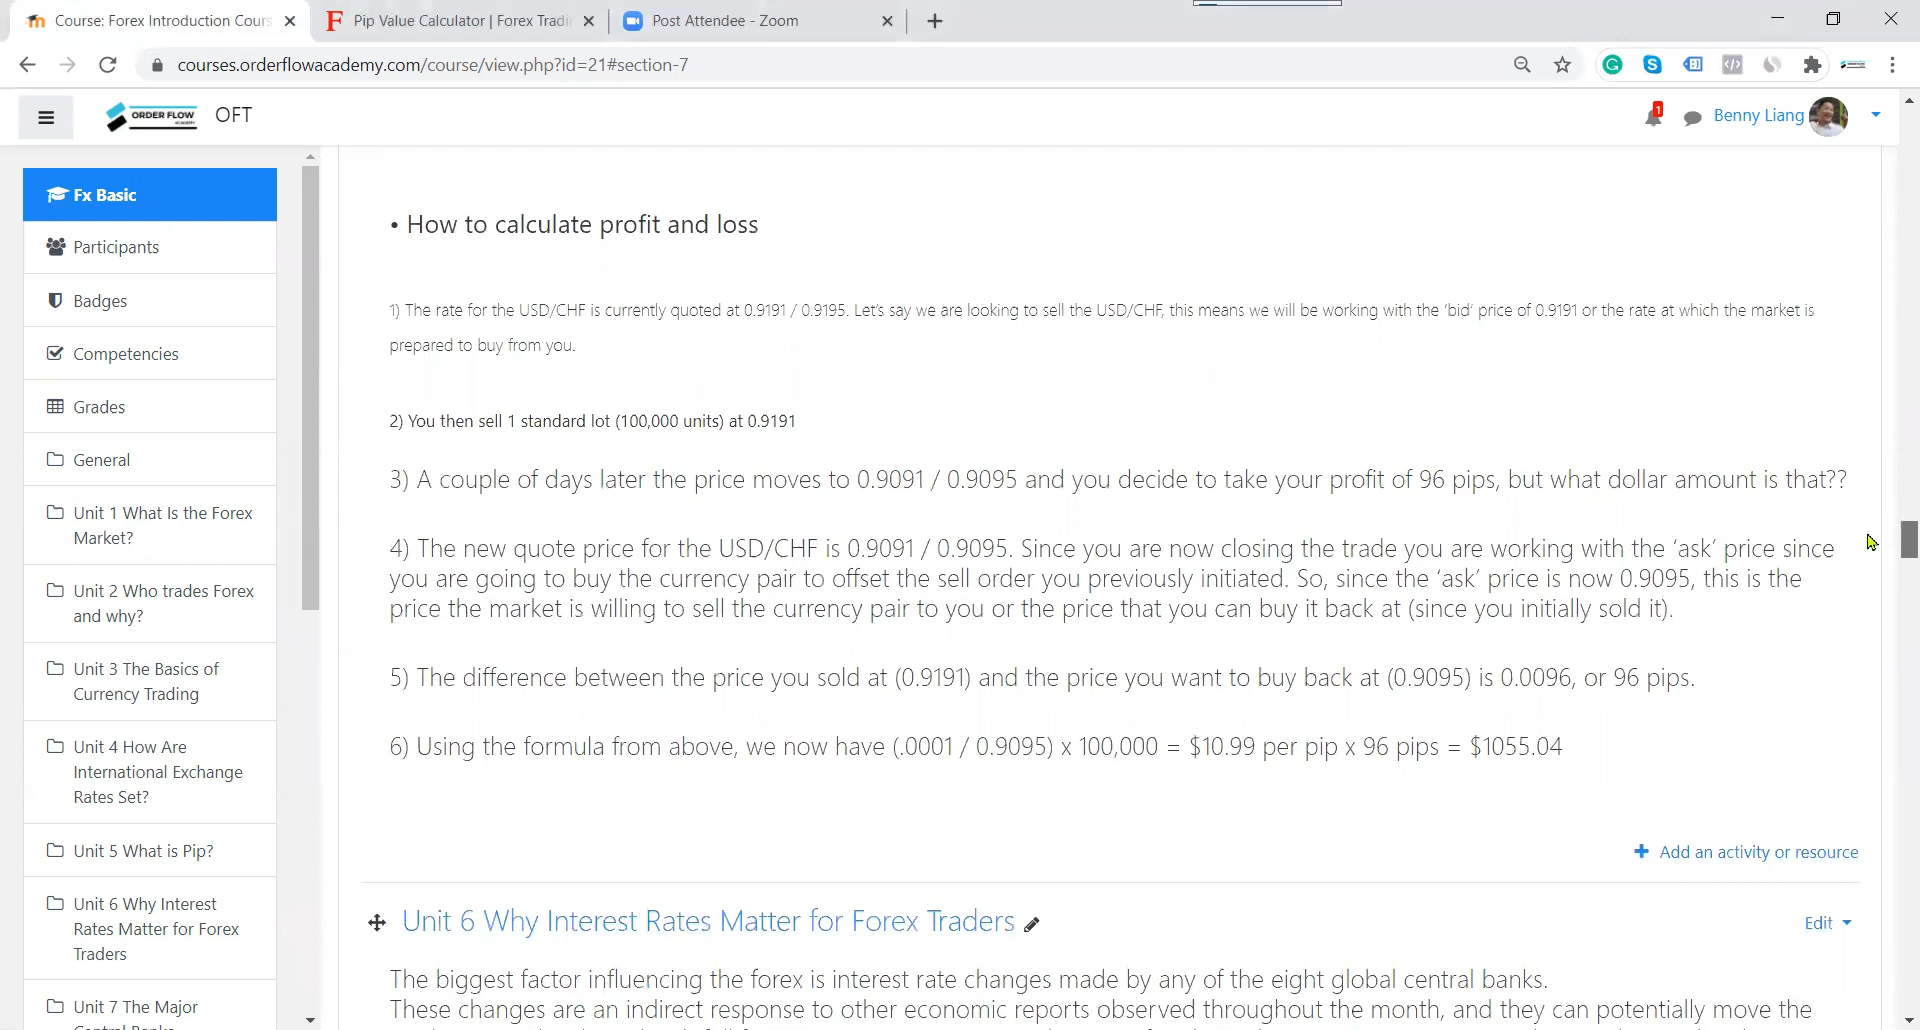 Course: Forex Introduction Cours
Pip Value Calculator | Forex Tradi
Post Attendee - Zoom
courses.orderflowacademy.com/course/view.php?id=21#section-7
ORDER FLOW
OFT
1
Benny Liang
Fx Basic
Participants
Badges
Competencies
Grades
General
Unit 1 What Is the Forex
Market?
Unit 2 Who trades Forex
and why?
Unit 3 The Basics of
Currency Trading
Unit 4 How Are
International Exchange
Rates Set?
Unit 5 What is Pip?
Unit 6 Why Interest
Rates Matter for Forex
Traders
Unit 7 The Major
• How to calculate profit and loss
1) The rate for the USD/CHF is currently quoted at 0.9191 / 0.9195. Let's say we are looking to sell the USD/CHF, this means we will be working with the 'bid' price of 0.9191 or the rate at which the market is
prepared to buy from you.
2) You then sell 1 standard lot (100,000 units) at 0.9191
3) A couple of days later the price moves to 0.9091 / 0.9095 and you decide to take your profit of 96 pips, but what dollar amount is that??
4) The new quote price for the USD/CHF is 0.9091 / 0.9095. Since you are now closing the trade you are working with the 'ask' price since
you are going to buy the currency pair to offset the sell order you previously initiated. So, since the 'ask' price is now 0.9095, this is the
price the market is willing to sell the currency pair to you or the price that you can buy it back at (since you initially sold it).
5) The difference between the price you sold at (0.9191) and the price you want to buy back at (0.9095) is 0.0096, or 96 pips.
6) Using the formula from above, we now have (.0001 / 0.9095) x 100,000 = $10.99 per pip x 96 pips = $1055.04
Add an activity or resource
Unit 6 Why Interest Rates Matter for Forex Traders
Edit
The biggest factor influencing the forex is interest rate changes made by any of the eight global central banks.
These changes are an indirect response to other economic reports observed throughout the month, and they can potentially move the